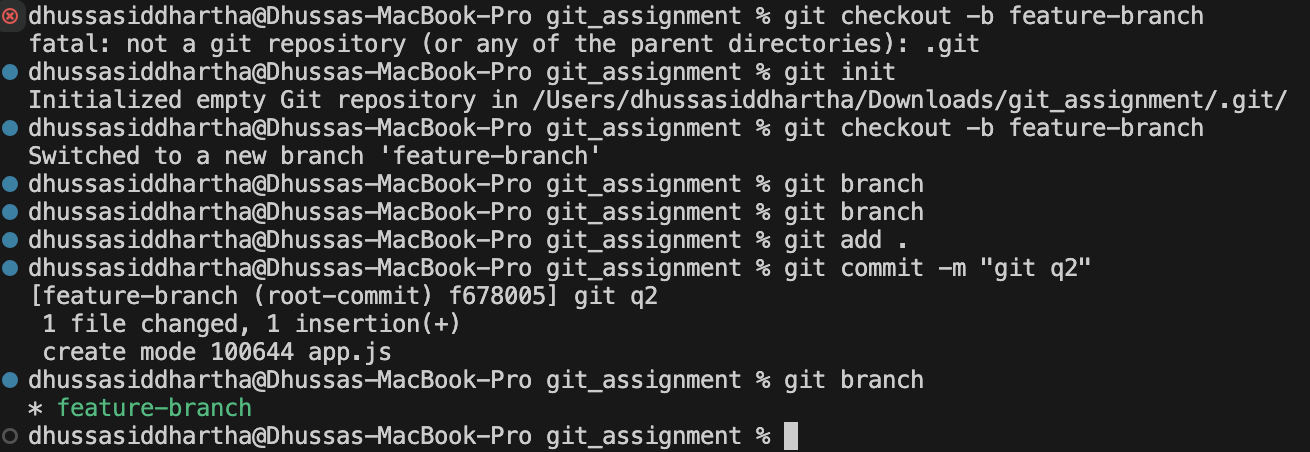 dhussasiddhartha@Dhussas-MacBook-Pro git_assignment % git checkout -b feature-branch
fatal: not a git repository (or any of the parent directories): .git
dhussasiddhartha@Dhussas-MacBook-Pro git_assignment % git init
Initialized empty Git repository in /Users/dhussasiddhartha/Downloads/git_assignment/.git/
dhussasiddhartha@Dhussas-MacBook-Pro git_assignment % git checkout -b feature-branch
Switched to a new branch 'feature-branch'
dhussasiddhartha@Dhussas-MacBook-Pro git_assignment % git branch
dhussasiddhartha@Dhussas-MacBook-Pro git_assignment % git branch
dhussasiddhartha@Dhussas-MacBook-Pro git_assignment % git add .
dhussasiddhartha@Dhussas-MacBook-Pro git_assignment % git commit -m "git q2"
[feature-branch (root-commit) f678005] git q2
 1 file changed, 1 insertion(+)
 create mode 100644 app.js
dhussasiddhartha@Dhussas-MacBook-Pro git_assignment % git branch
* feature-branch
dhussasiddhartha@Dhussas-MacBook-Pro git_assignment %